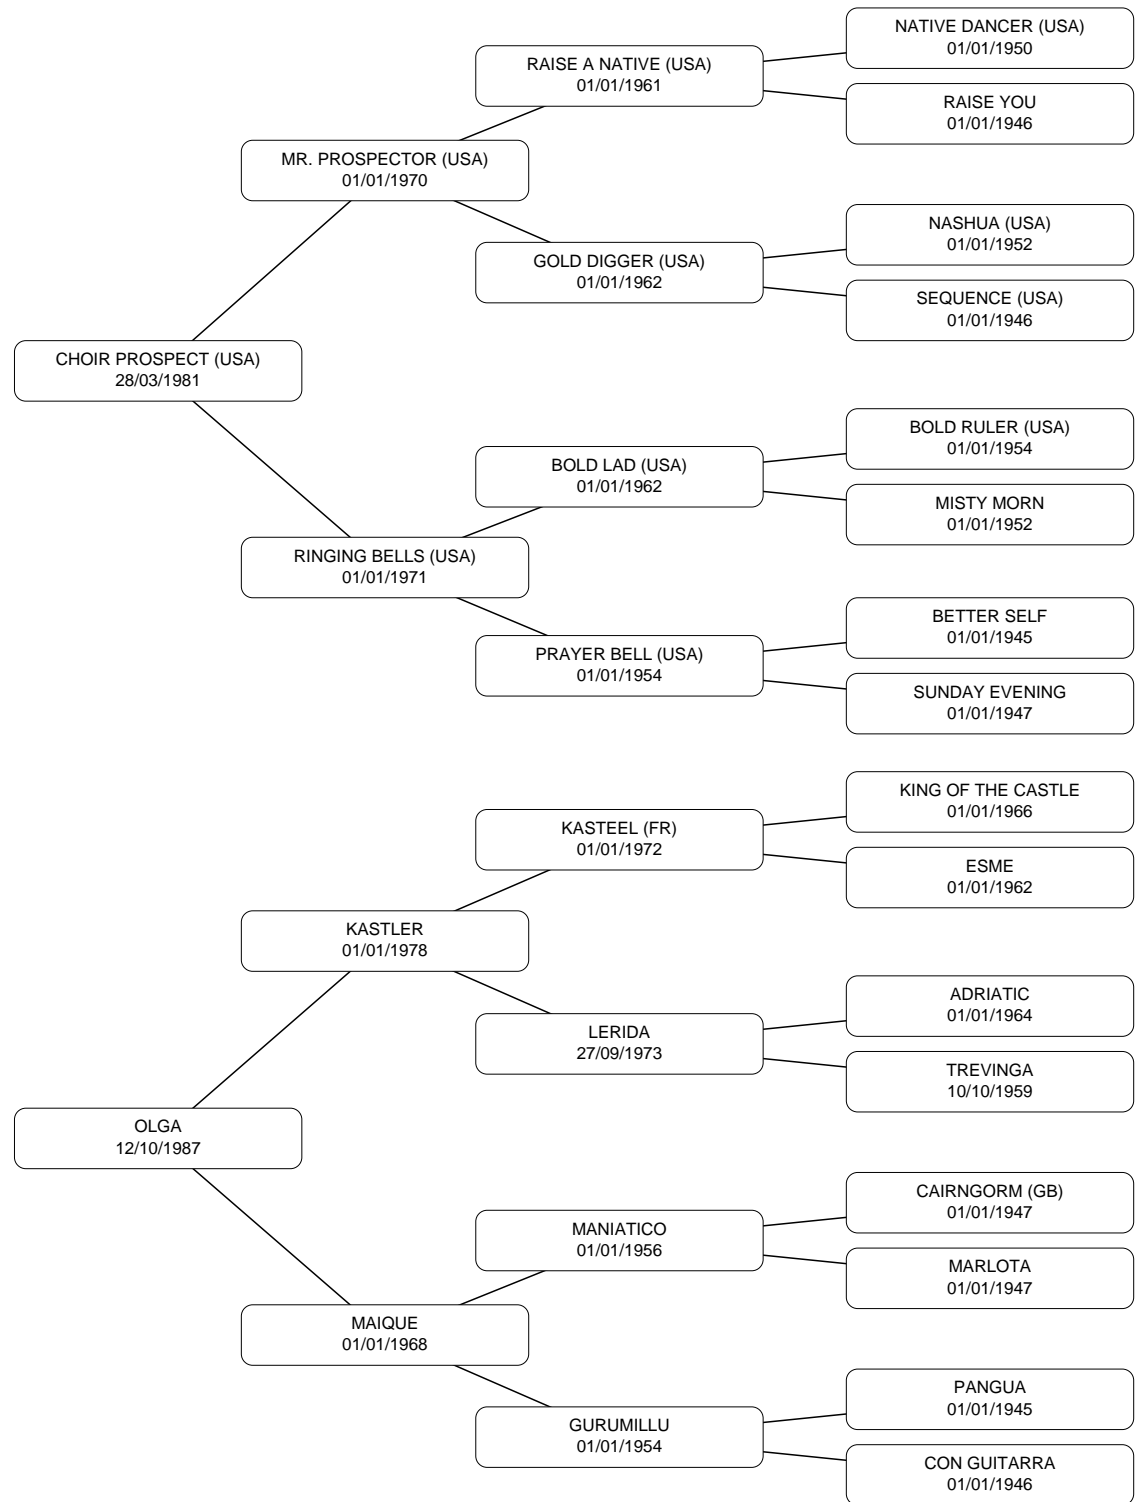 NATIVE DANCER (USA)
01/01/1950
RAISE A NATIVE (USA)
01/01/1961
RAISE YOU
01/01/1946
MR. PROSPECTOR (USA)
01/01/1970
NASHUA (USA)
01/01/1952
GOLD DIGGER (USA)
01/01/1962
SEQUENCE (USA)
01/01/1946
CHOIR PROSPECT (USA)
28/03/1981
BOLD RULER (USA)
01/01/1954
BOLD LAD (USA)
01/01/1962
MISTY MORN
01/01/1952
RINGING BELLS (USA)
01/01/1971
BETTER SELF
01/01/1945
PRAYER BELL (USA)
01/01/1954
SUNDAY EVENING
01/01/1947
KING OF THE CASTLE
01/01/1966
KASTEEL (FR)
01/01/1972
ESME
01/01/1962
KASTLER
01/01/1978
ADRIATIC
01/01/1964
LERIDA
27/09/1973
TREVINGA
10/10/1959
OLGA
12/10/1987
CAIRNGORM (GB)
01/01/1947
MANIATICO
01/01/1956
MARLOTA
01/01/1947
MAIQUE
01/01/1968
PANGUA
01/01/1945
GURUMILLU
01/01/1954
CON GUITARRA
01/01/1946